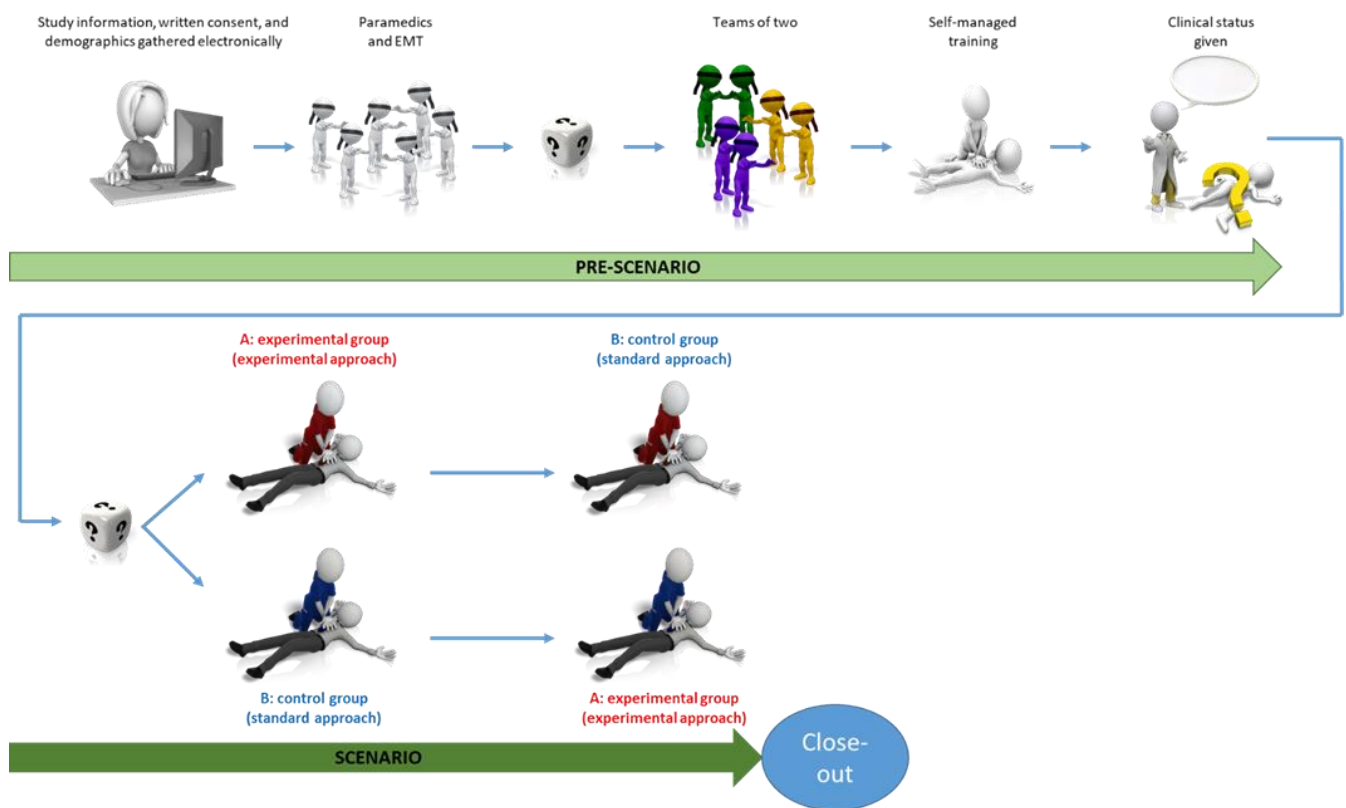 Study information, written consent, and
demographics gathered electronically
Paramedics
and EMT
Teams of two
Self-managed
training
Clinical status
given
? ? ?
?
PRE-SCENARIO
A: experimental group
(experimental approach)
B: control group
(standard approach)
? ? ?
B: control group
(standard approach)
A: experimental group
(experimental approach)
SCENARIO
Close-
out